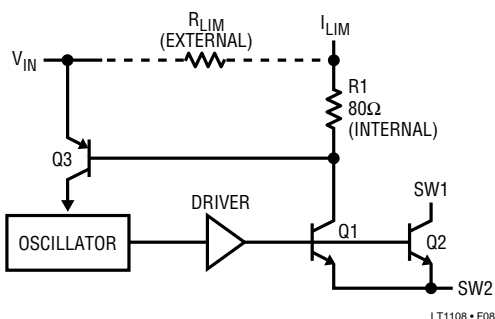 R_LIM
(EXTERNAL)
I_LIM
V_IN
R1
80Ω
(INTERNAL)
Q3
DRIVER
SW1
OSCILLATOR
Q1
Q2
SW2
LT1108 • F08